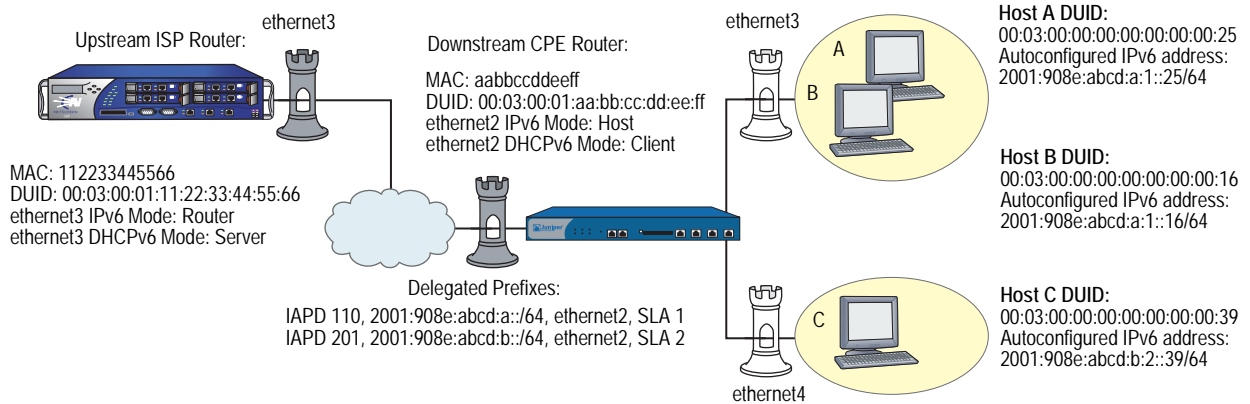 Upstream ISP Router:
ethernet3
MAC: 112233445566
DUID: 00:03:00:01:11:22:33:44:55:66
ethernet3 IPv6 Mode: Router
ethernet3 DHCPv6 Mode: Server
Downstream CPE Router:
MAC: aabbccddeeff
DUID: 00:03:00:01:aa:bb:cc:dd:ee:ff
ethernet2 IPv6 Mode: Host
ethernet2 DHCPv6 Mode: Client
Juniper
Delegated Prefixes:
IAPD 110, 2001:908e:abcd:a::/64, ethernet2, SLA 1
IAPD 201, 2001:908e:abcd:b::/64, ethernet2, SLA 2
ethernet3
A
B
Host A DUID:
00:03:00:00:00:00:00:00:00:25
Autoconfigured IPv6 address:
2001:908e:abcd:a:1::25/64
Host B DUID:
00:03:00:00:00:00:00:00:00:16
Autoconfigured IPv6 address:
2001:908e:abcd:a:1::16/64
ethernet4
C
Host C DUID:
00:03:00:00:00:00:00:00:00:39
Autoconfigured IPv6 address:
2001:908e:abcd:b:2::39/64